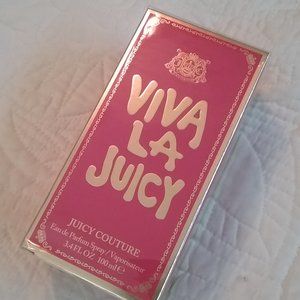 VIVA
LA
JUICY
JUICY COUTURE
Eau de Parfum Spray/Vaporisateur
3.4 FL OZ 100 ml ℮